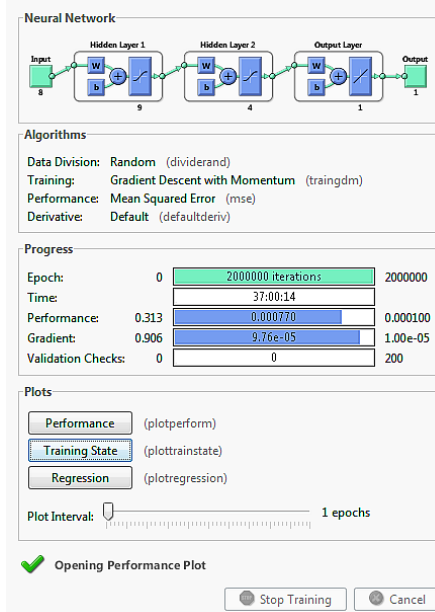 Neural Network
Hidden Layer 1 Hidden Layer 2 Output Layer
Input Output
W W W
b b b
8 9 4 1 1
Algorithms
Data Division: Random (dividerand)
Training: Gradient Descent with Momentum (traingdm)
Performance: Mean Squared Error (mse)
Derivative: Default (defaultderiv)
Progress
Epoch: 0 2000000 iterations 2000000
Time: 37:00:14
Performance: 0.313 0.000770 0.000100
Gradient: 0.906 9.76e-05 1.00e-05
Validation Checks: 0 0 200
Plots
Performance (plotperform)
Training State (plottrainstate)
Regression (plotregression)
Plot Interval: 1 epochs
Opening Performance Plot
Stop Training Cancel